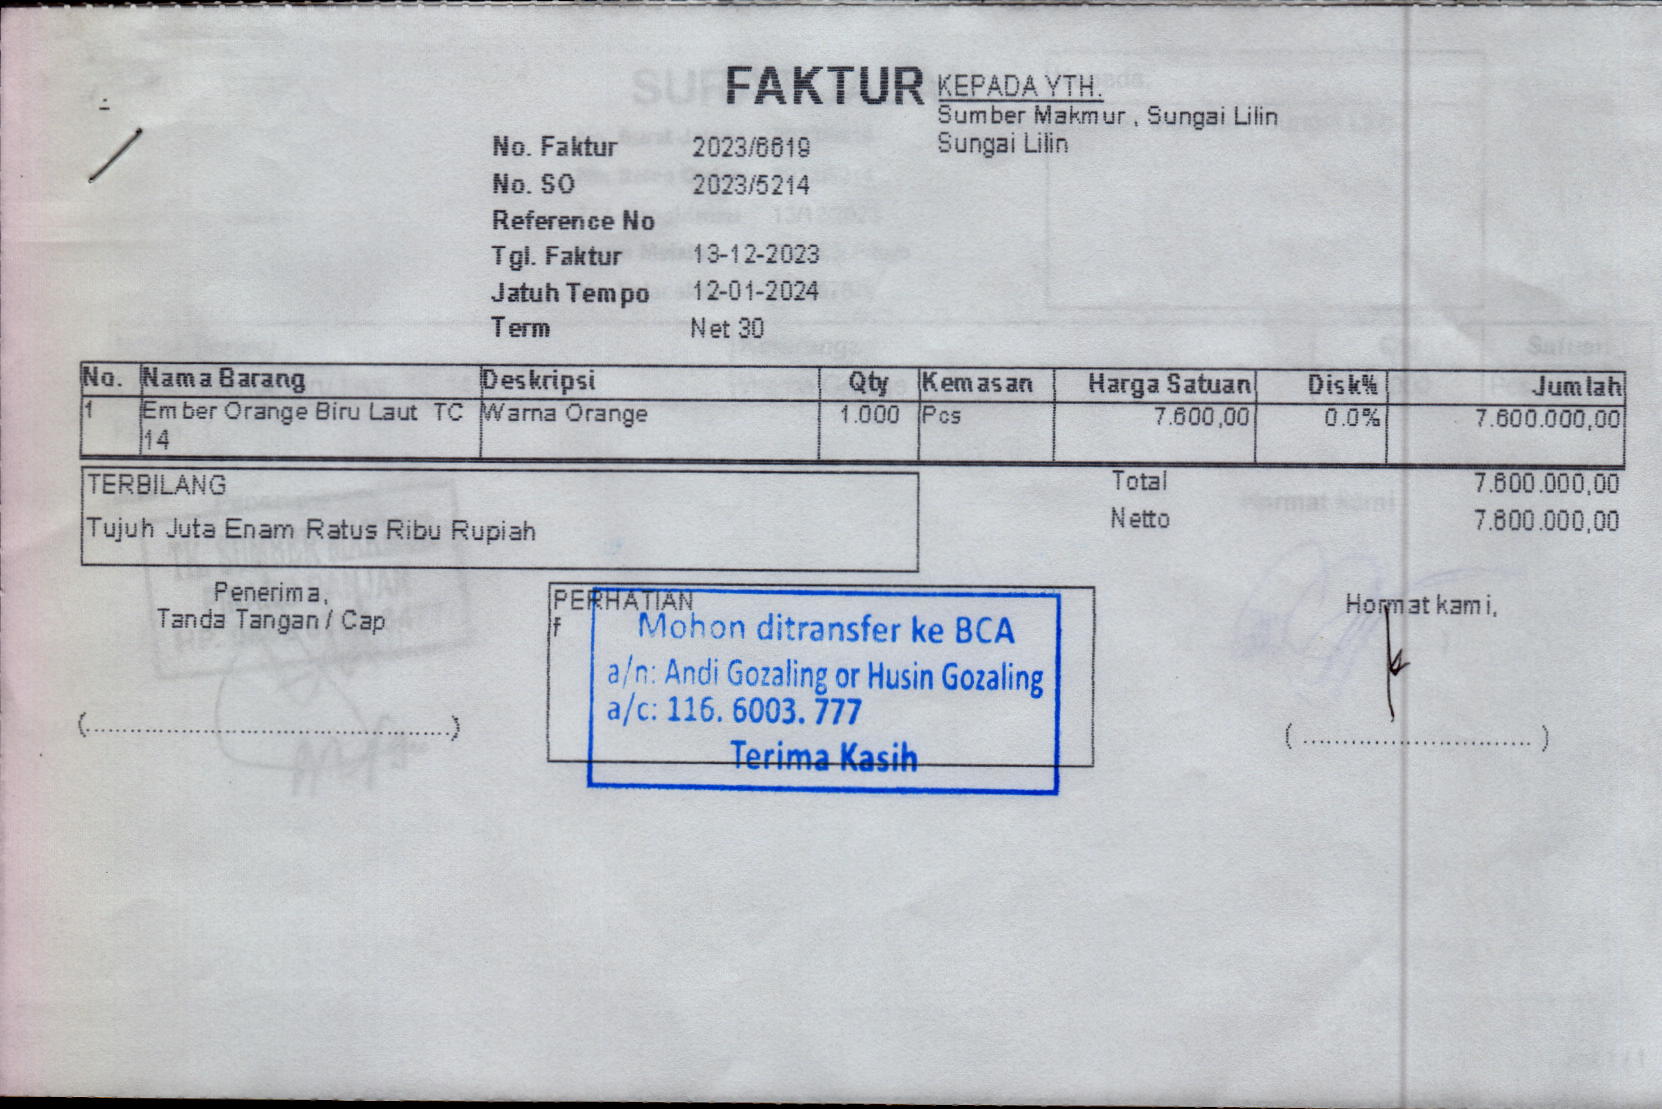 FAKTUR
KEPADA YTH.
Sumber Makmur , Sungai Lilin
Sungai Lilin
No. Faktur 2023/6619
No. SO 2023/5214
Reference No
Tgl. Faktur 13-12-2023
Jatuh Tempo 12-01-2024
Term Net 30
No. Nama Barang Deskripsi Qty Kemasan Harga Satuan Disk% Jumlah
1 Ember Orange Biru Laut TC 14 Warna Orange 1.000 Pcs 7.600,00 0.0% 7.600.000,00
TERBILANG
Tujuh Juta Enam Ratus Ribu Rupiah
Total 7.600.000,00
Netto 7.600.000,00
Penerima,
Tanda Tangan / Cap
PERHATIAN
f
Mohon ditransfer ke BCA
a/n: Andi Gozaling or Husin Gozaling
a/c: 116. 6003. 777
Terima Kasih
Hormat kami,